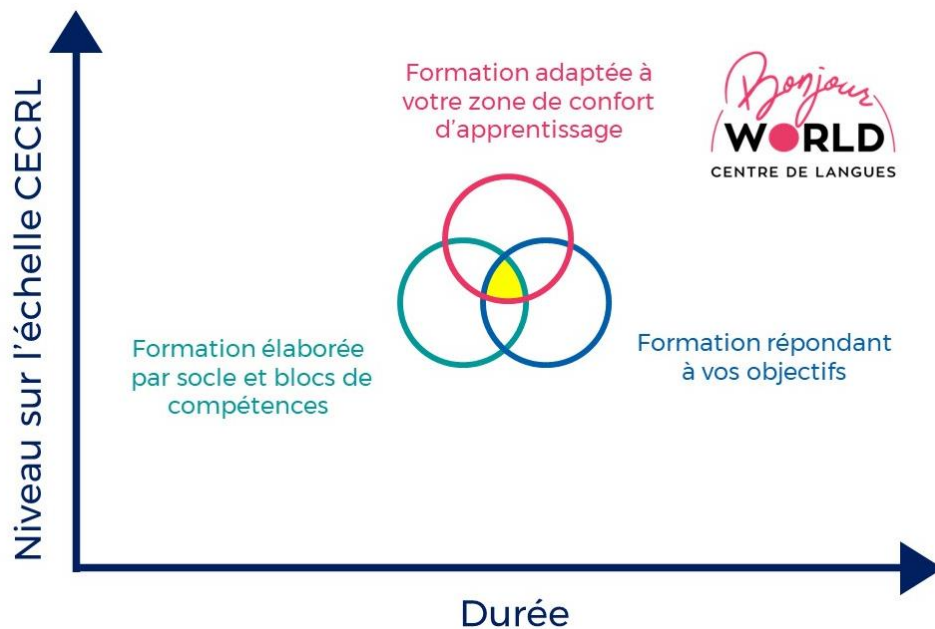 Niveau sur l'échelle CECRL
Formation adaptée à
votre zone de confort
d'apprentissage
Bonjour
WORLD
CENTRE DE LANGUES
Formation élaborée
par socle et blocs de
compétences
Formation répondant
à vos objectifs
Durée